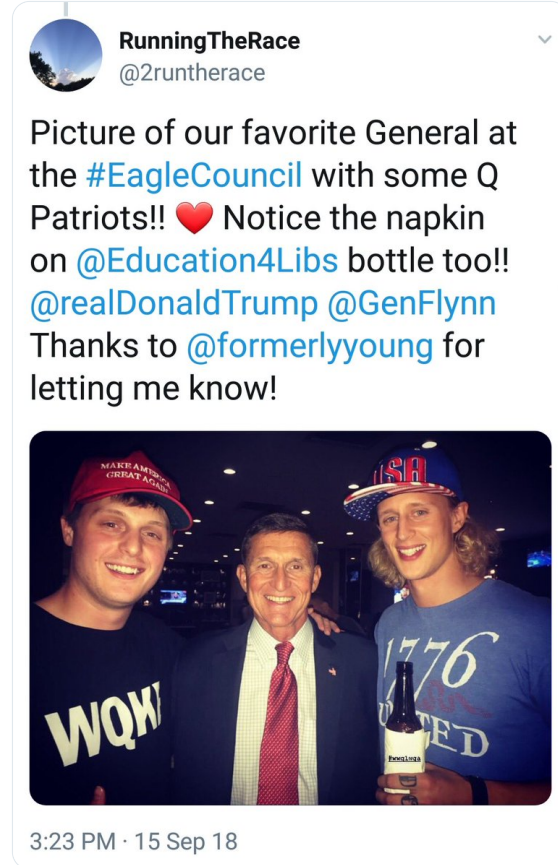 RunningTheRace
@2runtherace
Picture of our favorite General at
the #EagleCouncil with some Q
Patriots!! ❤️ Notice the napkin
on @Education4Libs bottle too!!
@realDonaldTrump @GenFlynn
Thanks to @formerlyyoung for
letting me know!
MAKE AMERICA
GREAT AGAIN
USA
1776
WQK
#wwg1wga
3:23 PM · 15 Sep 18